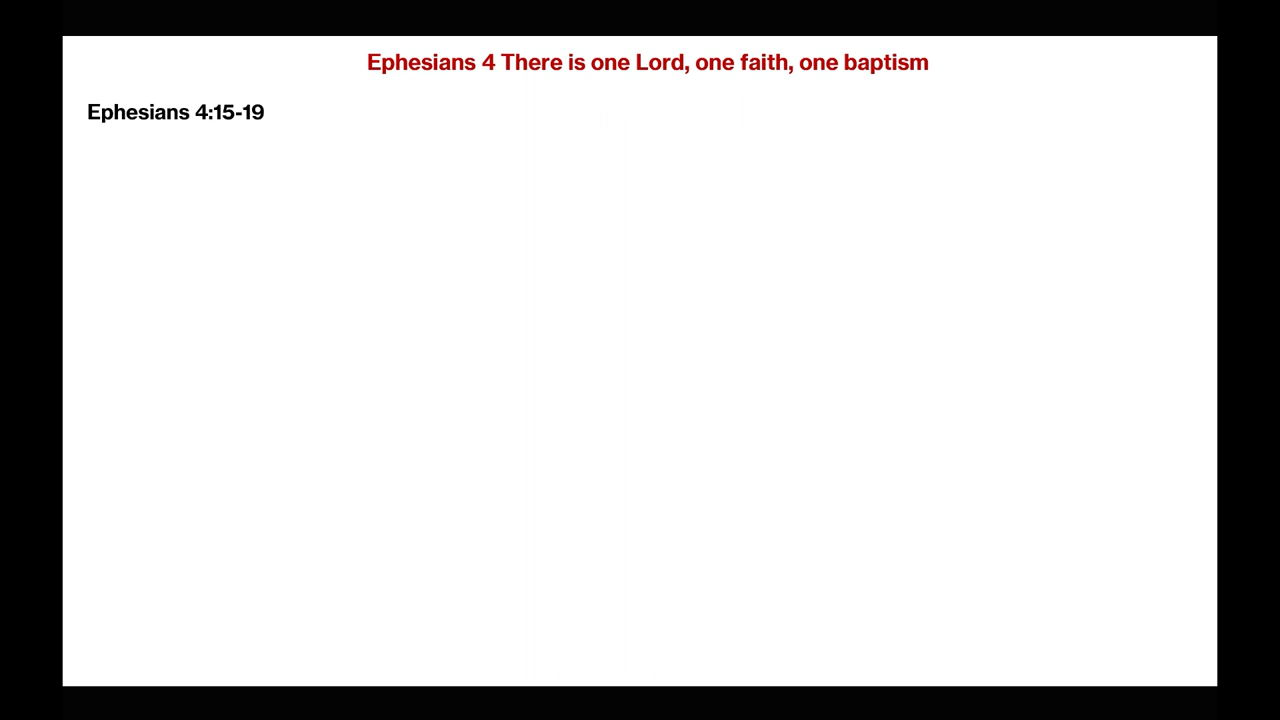 Ephesians 4 There is one Lord, one faith, one baptism
Ephesians 4:15-19